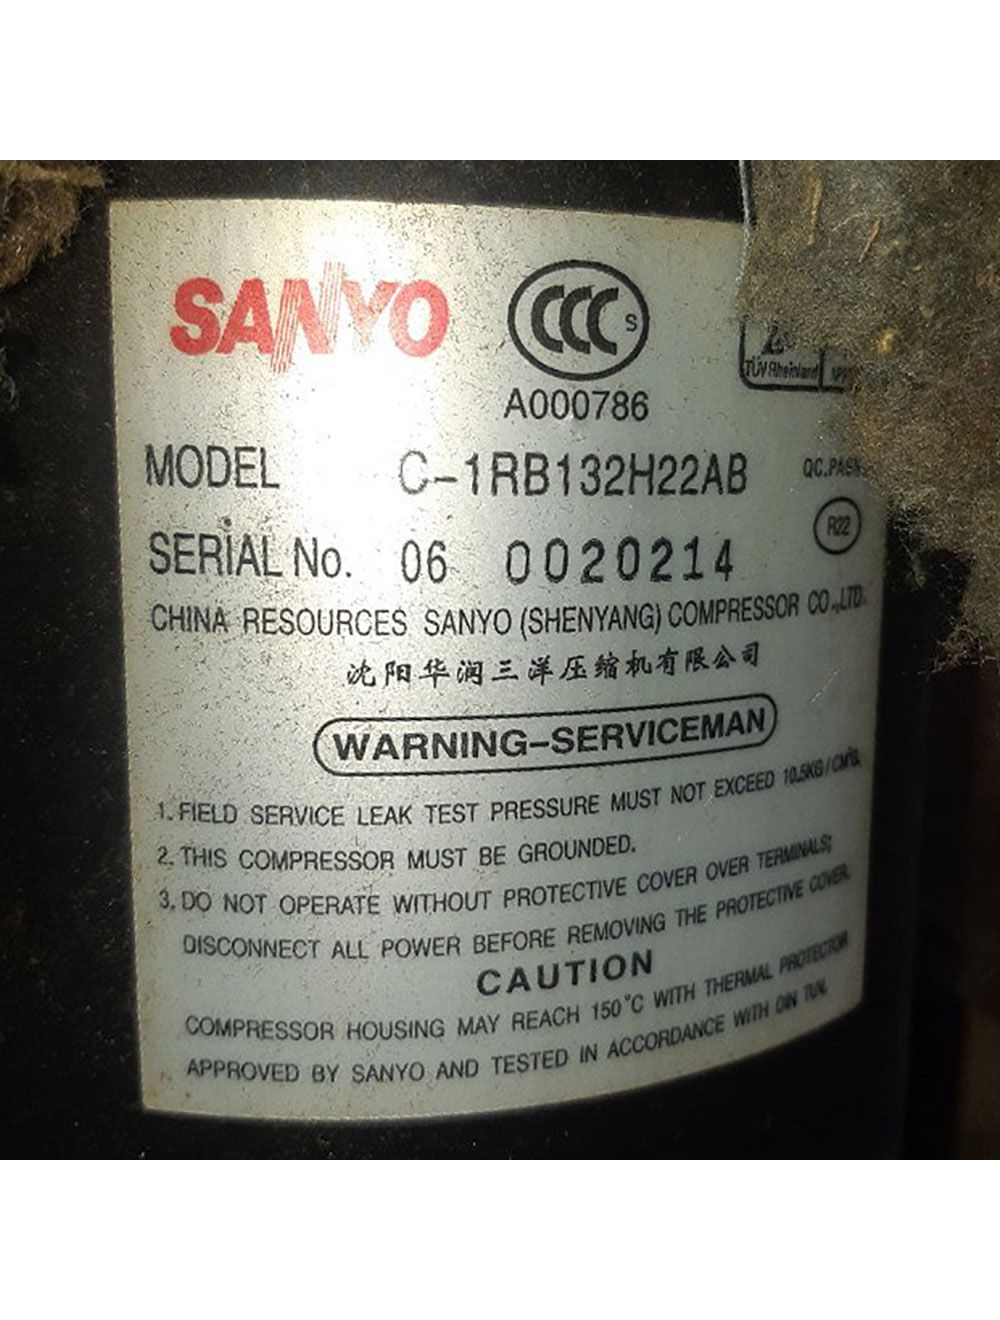 SANYO
CCC S
A000786
TÜV Rheinland
MODEL C-1RB132H22AB
R22
SERIAL No. 06 0020214
CHINA RESOURCES SANYO (SHENYANG) COMPRESSOR CO.,LTD.
沈阳华润三洋压缩机有限公司
WARNING-SERVICEMAN
1. FIELD SERVICE LEAK TEST PRESSURE MUST NOT EXCEED 10.5KG/CM²G.
2. THIS COMPRESSOR MUST BE GROUNDED.
3. DO NOT OPERATE WITHOUT PROTECTIVE COVER OVER TERMINALS;
DISCONNECT ALL POWER BEFORE REMOVING THE PROTECTIVE COVER.
CAUTION
COMPRESSOR HOUSING MAY REACH 150°C WITH THERMAL PROTECTOR
APPROVED BY SANYO AND TESTED IN ACCORDANCE WITH DIN